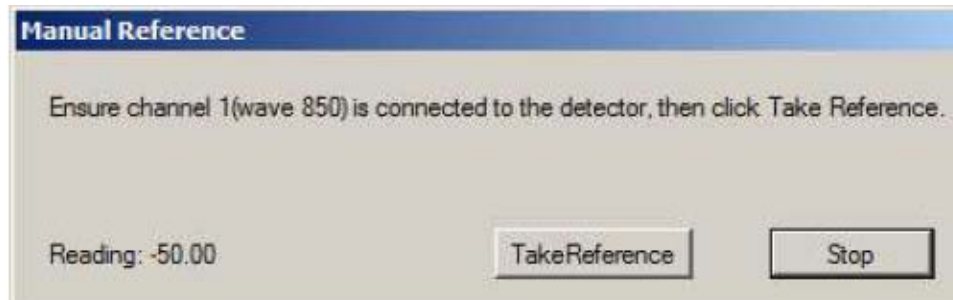 Manual Reference
Ensure channel 1(wave 850) is connected to the detector, then click Take Reference.
Reading: -50.00
TakeReference
Stop